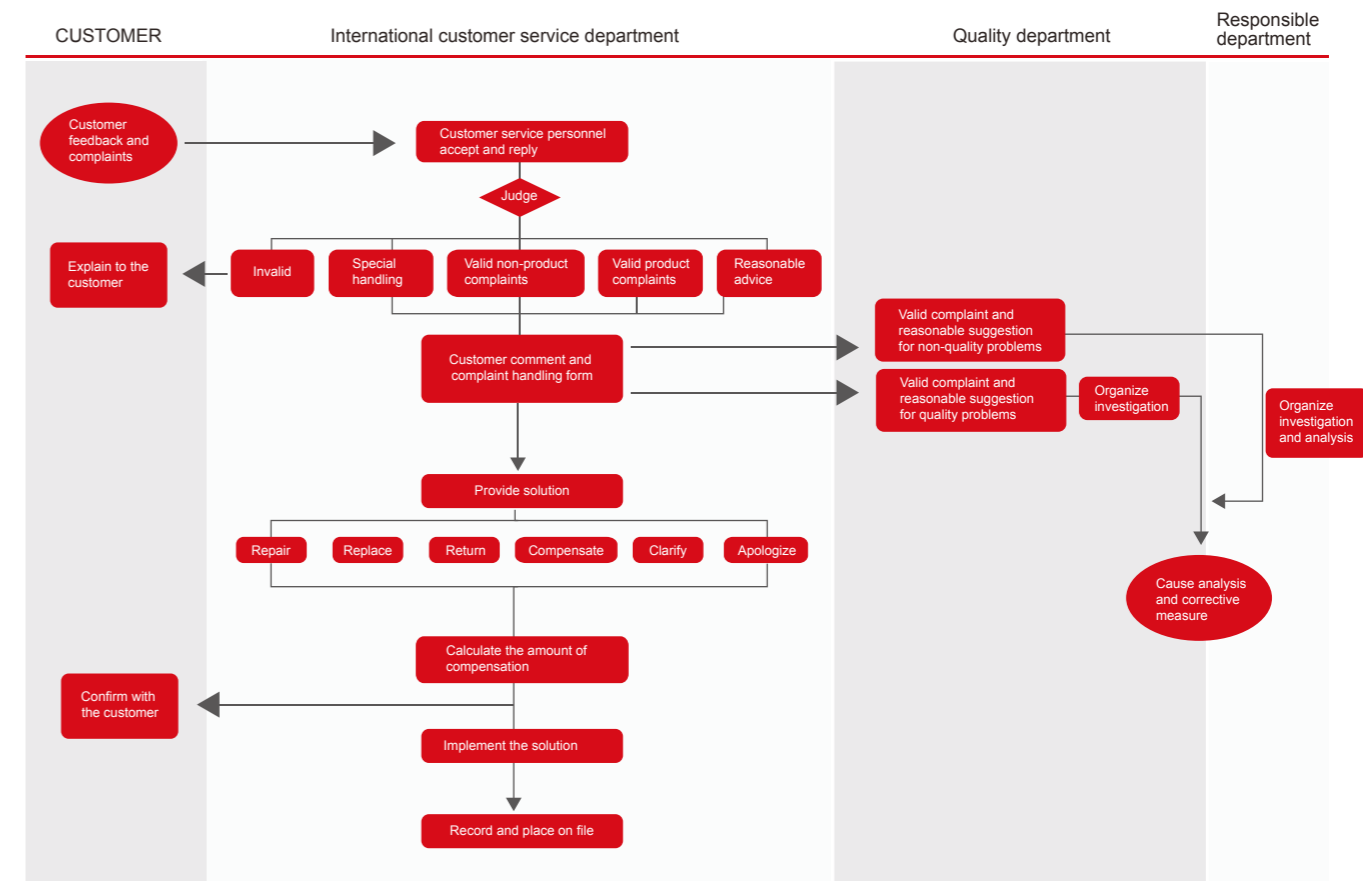 CUSTOMER
International customer service department
Quality department
Responsible
department
Customer
feedback and
complaints
Customer service personnel
accept and reply
Judge
Explain to the
customer
Invalid
Special
handling
Valid non-product
complaints
Valid product
complaints
Reasonable
advice
Customer comment and
complaint handling form
Valid complaint and
reasonable suggestion
for non-quality problems
Valid complaint and
reasonable suggestion
for quality problems
Organize
investigation
Organize
investigation
and analysis
Provide solution
Repair
Replace
Return
Compensate
Clarify
Apologize
Cause analysis
and corrective
measure
Calculate the amount of
compensation
Confirm with
the customer
Implement the solution
Record and place on file